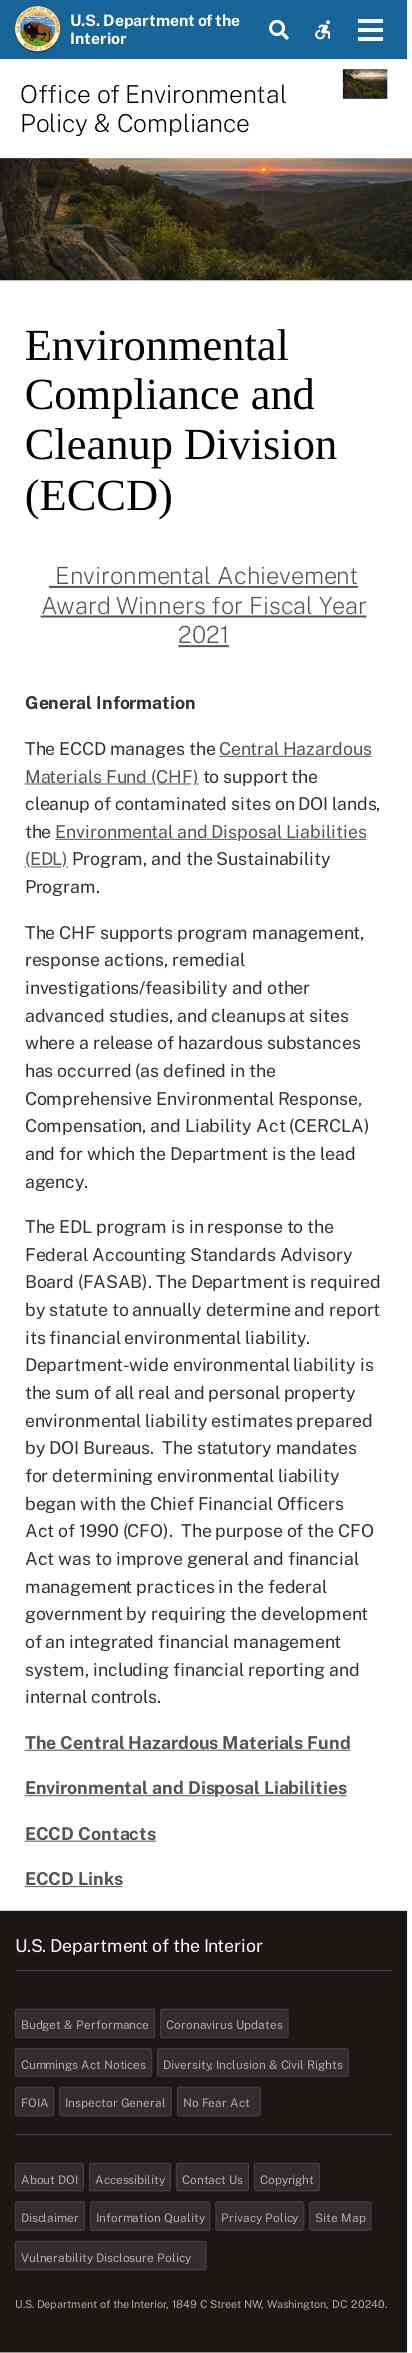 U.S. Department of the
Interior
Office of Environmental
Policy & Compliance
Environmental
Compliance and
Cleanup Division
(ECCD)
Environmental Achievement
Award Winners for Fiscal Year
2021
General Information
The ECCD manages the Central Hazardous
Materials Fund (CHF) to support the
cleanup of contaminated sites on DOI lands,
the Environmental and Disposal Liabilities
(EDL) Program, and the Sustainability
Program.
The CHF supports program management,
response actions, remedial
investigations/feasibility and other
advanced studies, and cleanups at sites
where a release of hazardous substances
has occurred (as defined in the
Comprehensive Environmental Response,
Compensation, and Liability Act (CERCLA)
and for which the Department is the lead
agency.
The EDL program is in response to the
Federal Accounting Standards Advisory
Board (FASAB). The Department is required
by statute to annually determine and report
its financial environmental liability.
Department-wide environmental liability is
the sum of all real and personal property
environmental liability estimates prepared
by DOI Bureaus.  The statutory mandates
for determining environmental liability
began with the Chief Financial Officers
Act of 1990 (CFO).  The purpose of the CFO
Act was to improve general and financial
management practices in the federal
government by requiring the development
of an integrated financial management
system, including financial reporting and
internal controls.
The Central Hazardous Materials Fund
Environmental and Disposal Liabilities
ECCD Contacts
ECCD Links
U.S. Department of the Interior
Budget & Performance Coronavirus Updates
Cummings Act Notices Diversity, Inclusion & Civil Rights
FOIA Inspector General No Fear Act
About DOI Accessibility Contact Us Copyright
Disclaimer Information Quality Privacy Policy Site Map
Vulnerability Disclosure Policy
U.S. Department of the Interior, 1849 C Street NW, Washington, DC 20240.